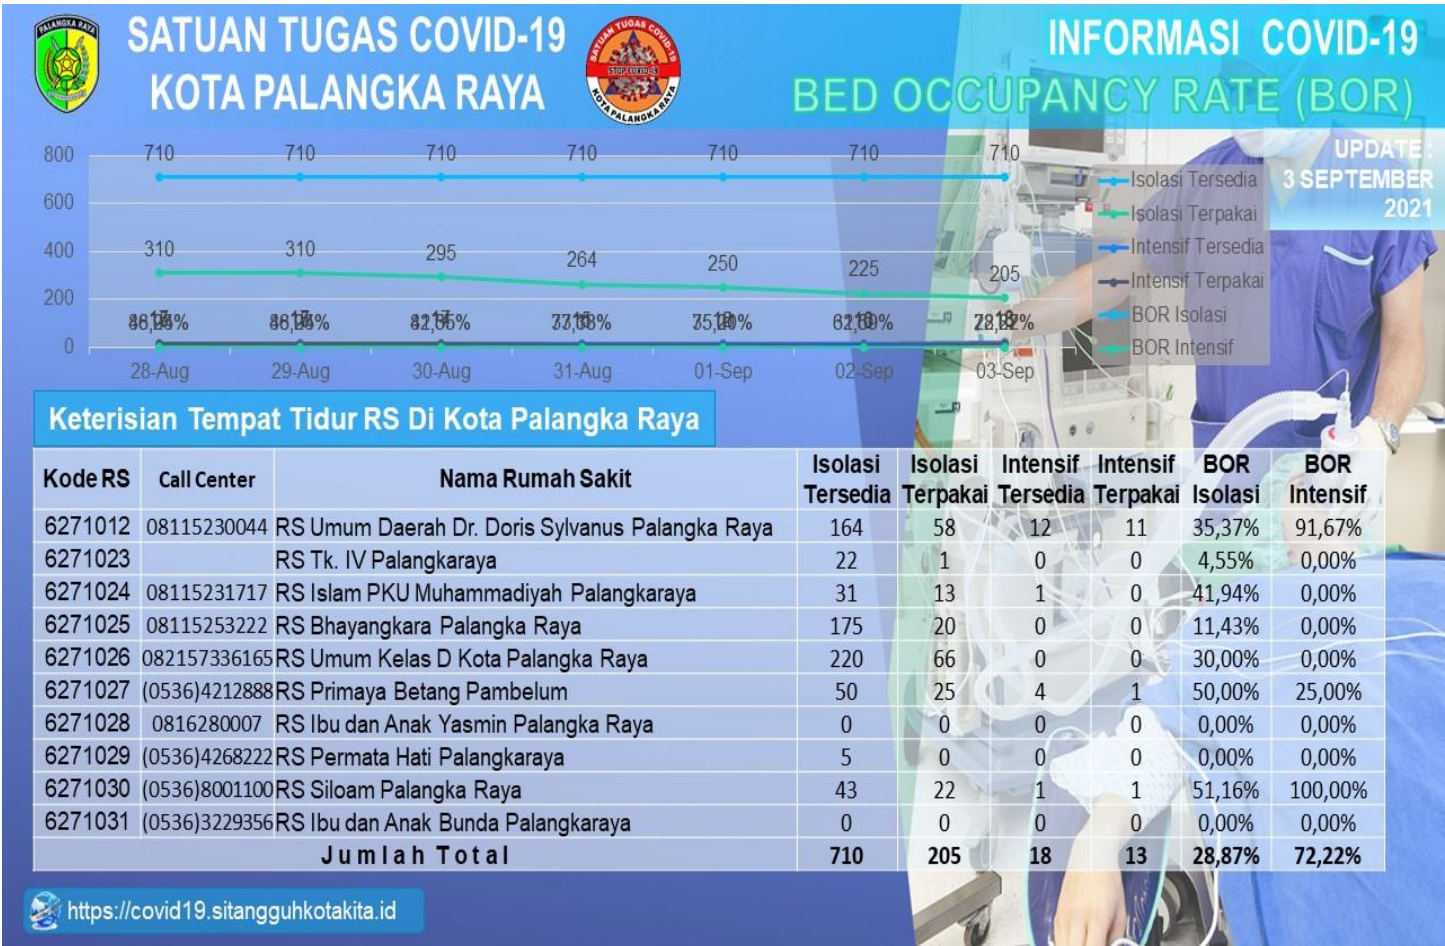 SATUAN TUGAS COVID-19
KOTA PALANGKA RAYA
PALANGKA RAYA
SATUAN TUGAS COVID-19
STOP COVID-19
KOTA PALANGKARAYA
INFORMASI COVID-19
BED OCCUPANCY RATE (BOR)
UPDATE :
3 SEPTEMBER
2021
800
600
400
200
0
710 710 710 710 710 710 710
310 310 295 264 250 225 205
28-Aug 29-Aug 30-Aug 31-Aug 01-Sep 02-Sep 03-Sep
Isolasi Tersedia
Isolasi Terpakai
Intensif Tersedia
Intensif Terpakai
BOR Isolasi
BOR Intensif
Keterisian Tempat Tidur RS Di Kota Palangka Raya
Kode RS Call Center Nama Rumah Sakit Isolasi Tersedia Isolasi Terpakai Intensif Tersedia Intensif Terpakai BOR Isolasi BOR Intensif
6271012 08115230044 RS Umum Daerah Dr. Doris Sylvanus Palangka Raya 164 58 12 11 35,37% 91,67%
6271023 RS Tk. IV Palangkaraya 22 1 0 0 4,55% 0,00%
6271024 08115231717 RS Islam PKU Muhammadiyah Palangkaraya 31 13 1 0 41,94% 0,00%
6271025 08115253222 RS Bhayangkara Palangka Raya 175 20 0 0 11,43% 0,00%
6271026 082157336165 RS Umum Kelas D Kota Palangka Raya 220 66 0 0 30,00% 0,00%
6271027 (0536)4212888 RS Primaya Betang Pambelum 50 25 4 1 50,00% 25,00%
6271028 0816280007 RS Ibu dan Anak Yasmin Palangka Raya 0 0 0 0 0,00% 0,00%
6271029 (0536)4268222 RS Permata Hati Palangkaraya 5 0 0 0 0,00% 0,00%
6271030 (0536)8001100 RS Siloam Palangka Raya 43 22 1 1 51,16% 100,00%
6271031 (0536)3229356 RS Ibu dan Anak Bunda Palangkaraya 0 0 0 0 0,00% 0,00%
Jumlah Total 710 205 18 13 28,87% 72,22%
https://covid19.sitangguhkotakita.id